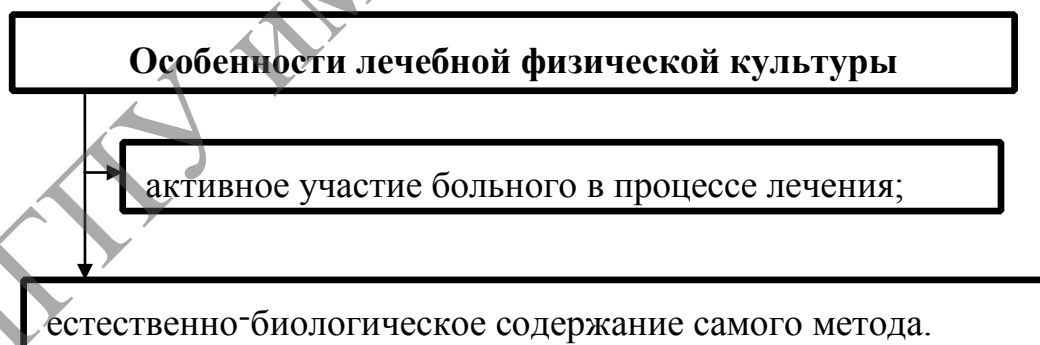 Особенности лечебной физической культуры
активное участие больного в процессе лечения;
естественно-биологическое содержание самого метода.